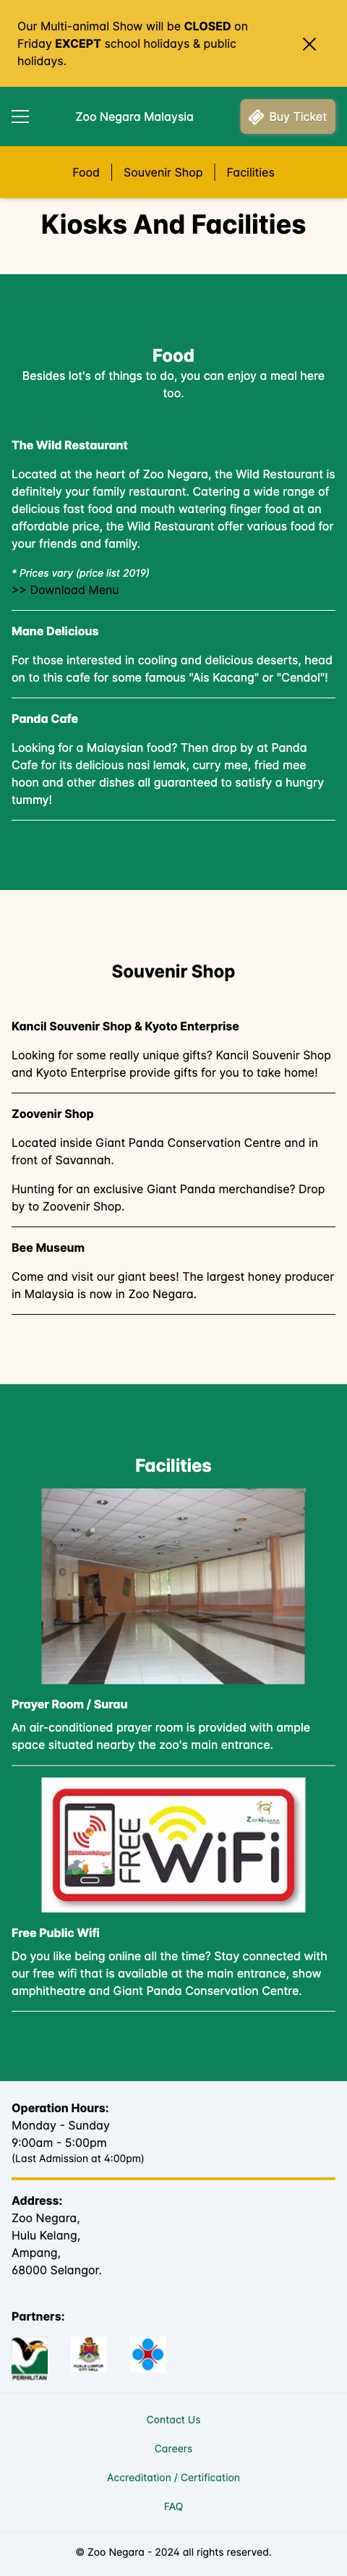 Our Multi-animal Show will be CLOSED on
Friday EXCEPT school holidays & public
holidays.
Zoo Negara Malaysia
Buy Ticket
Food
Souvenir Shop
Facilities
Kiosks And Facilities
Food
Besides lot's of things to do, you can enjoy a meal here
too.
The Wild Restaurant
Located at the heart of Zoo Negara, the Wild Restaurant is
definitely your family restaurant. Catering a wide range of
delicious fast food and mouth watering finger food at an
affordable price, the Wild Restaurant offer various food for
your friends and family.
* Prices vary (price list 2019)
>> Download Menu
Mane Delicious
For those interested in cooling and delicious deserts, head
on to this cafe for some famous "Ais Kacang" or "Cendol"!
Panda Cafe
Looking for a Malaysian food? Then drop by at Panda
Cafe for its delicious nasi lemak, curry mee, fried mee
hoon and other dishes all guaranteed to satisfy a hungry
tummy!
Souvenir Shop
Kancil Souvenir Shop & Kyoto Enterprise
Looking for some really unique gifts? Kancil Souvenir Shop
and Kyoto Enterprise provide gifts for you to take home!
Zoovenir Shop
Located inside Giant Panda Conservation Centre and in
front of Savannah.
Hunting for an exclusive Giant Panda merchandise? Drop
by to Zoovenir Shop.
Bee Museum
Come and visit our giant bees! The largest honey producer
in Malaysia is now in Zoo Negara.
Facilities
Prayer Room / Surau
An air-conditioned prayer room is provided with ample
space situated nearby the zoo's main entrance.
FREE
WiFi
Free Public Wifi
Do you like being online all the time? Stay connected with
our free wifi that is available at the main entrance, show
amphitheatre and Giant Panda Conservation Centre.
Operation Hours:
Monday - Sunday
9:00am - 5:00pm
(Last Admission at 4:00pm)
Address:
Zoo Negara,
Hulu Kelang,
Ampang,
68000 Selangor.
Partners:
PERHILITAN
KUALA LUMPUR
CITY HALL
Contact Us
Careers
Accreditation / Certification
FAQ
© Zoo Negara - 2024 all rights reserved.